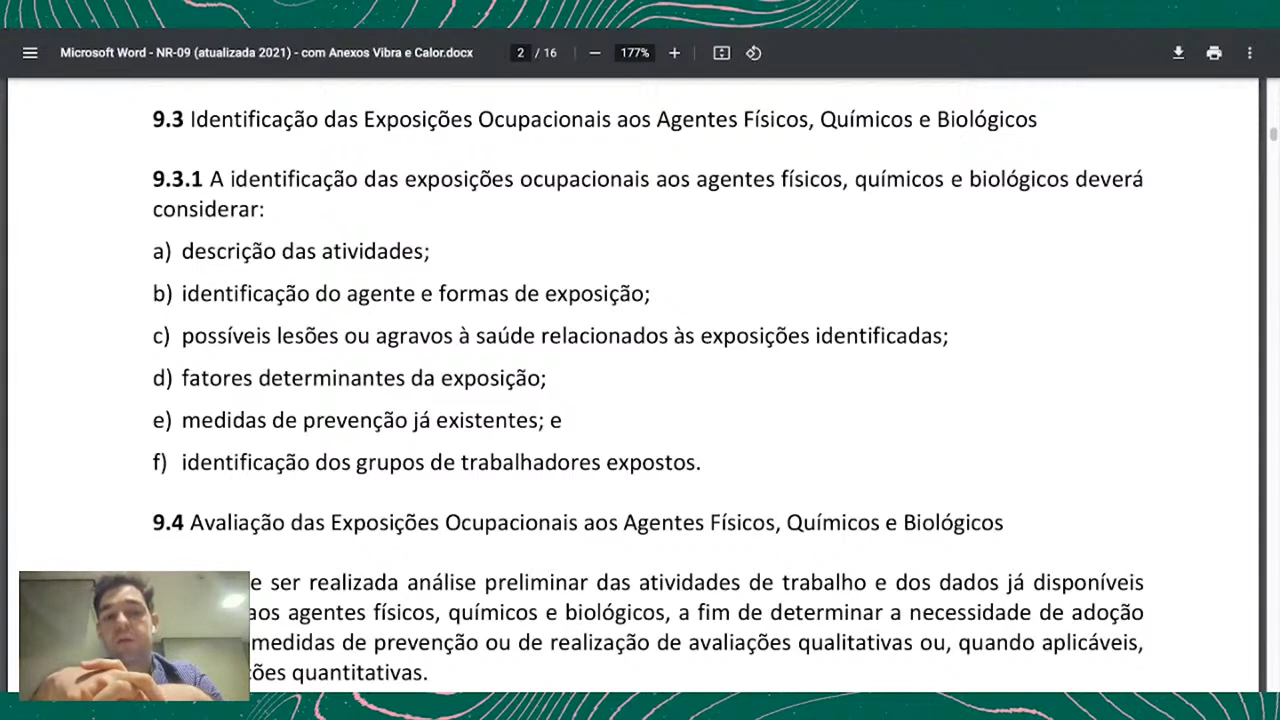 Microsoft Word - NR-09 (atualizada 2021) - com Anexos Vibra e Calor.docx
2 / 16
177%
9.3 Identificação das Exposições Ocupacionais aos Agentes Físicos, Químicos e Biológicos
9.3.1 A identificação das exposições ocupacionais aos agentes físicos, químicos e biológicos deverá
considerar:
a) descrição das atividades;
b) identificação do agente e formas de exposição;
c) possíveis lesões ou agravos à saúde relacionados às exposições identificadas;
d) fatores determinantes da exposição;
e) medidas de prevenção já existentes; e
f) identificação dos grupos de trabalhadores expostos.
9.4 Avaliação das Exposições Ocupacionais aos Agentes Físicos, Químicos e Biológicos
e ser realizada análise preliminar das atividades de trabalho e dos dados já disponíveis
aos agentes físicos, químicos e biológicos, a fim de determinar a necessidade de adoção
medidas de prevenção ou de realização de avaliações qualitativas ou, quando aplicáveis,
ções quantitativas.